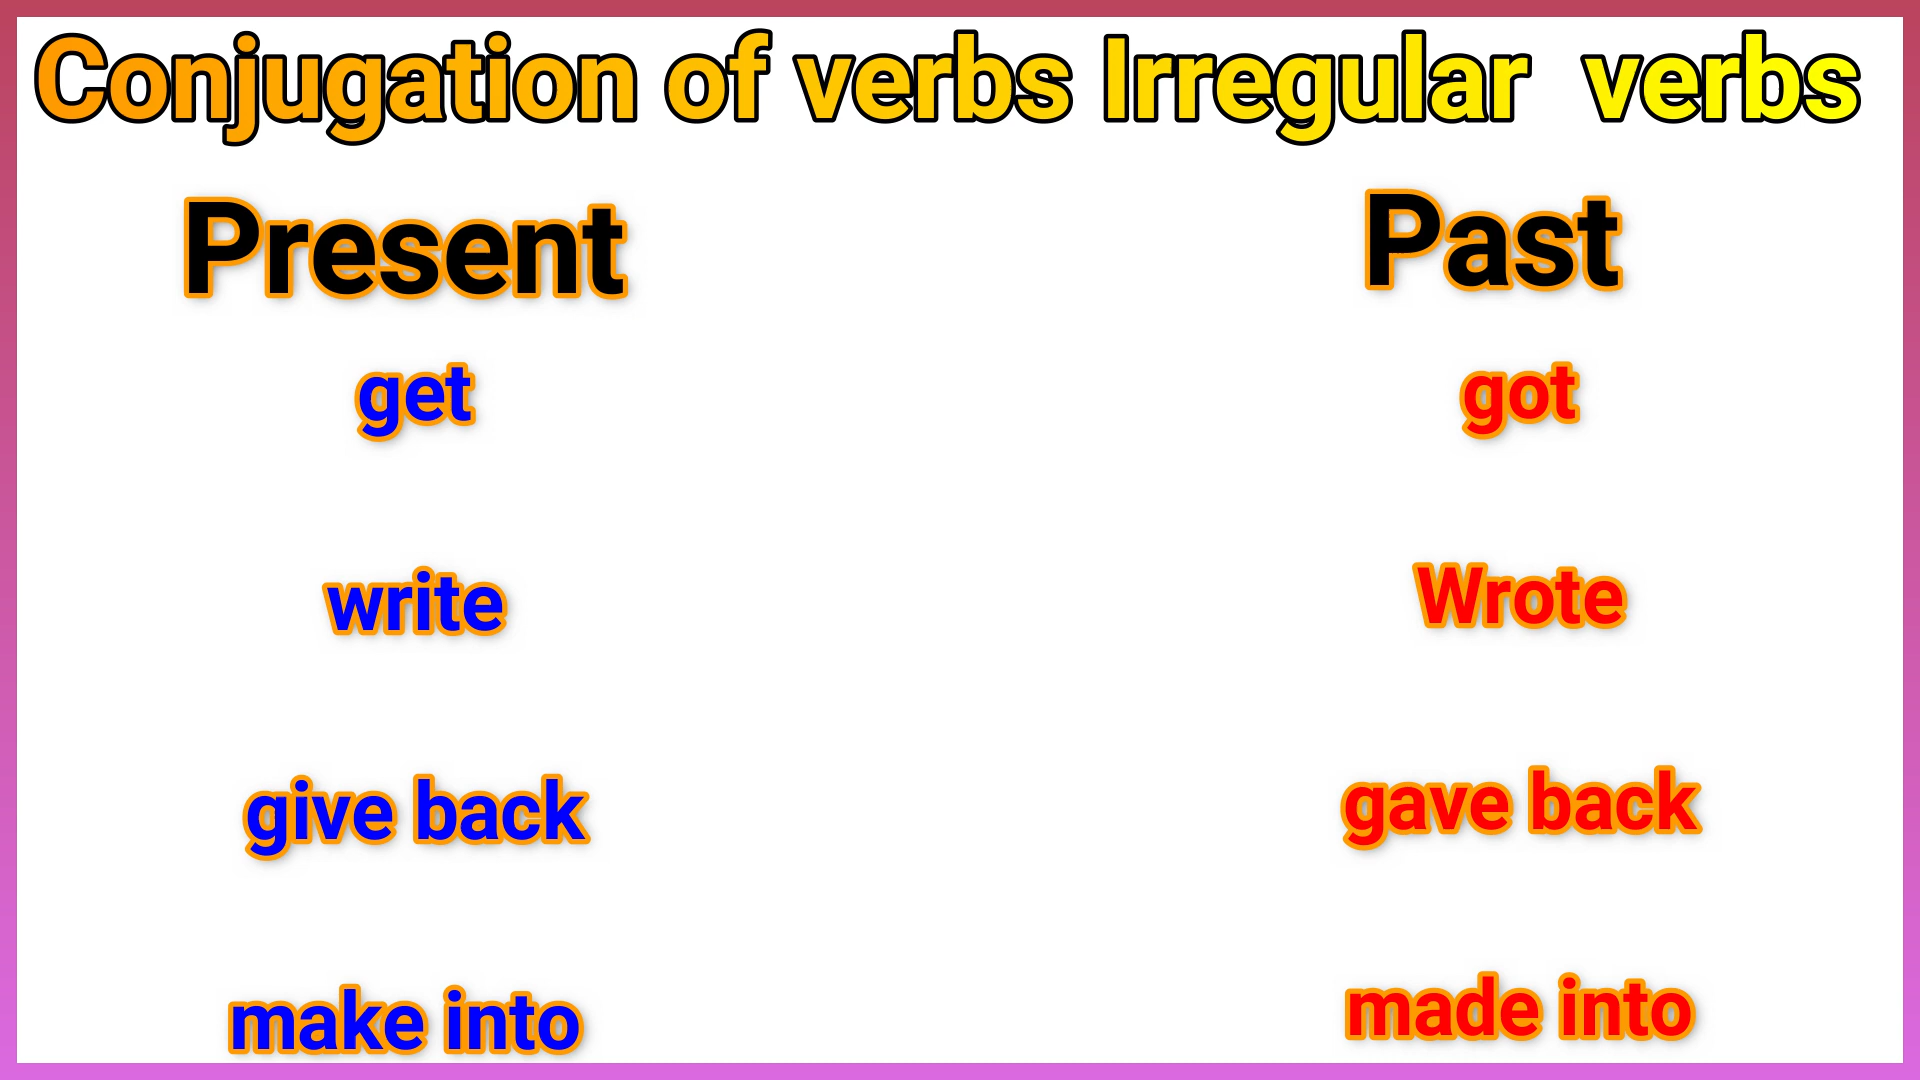 Conjugation of verbs Irregular verbs
Present Past
get got
write Wrote
give back gave back
make into made into